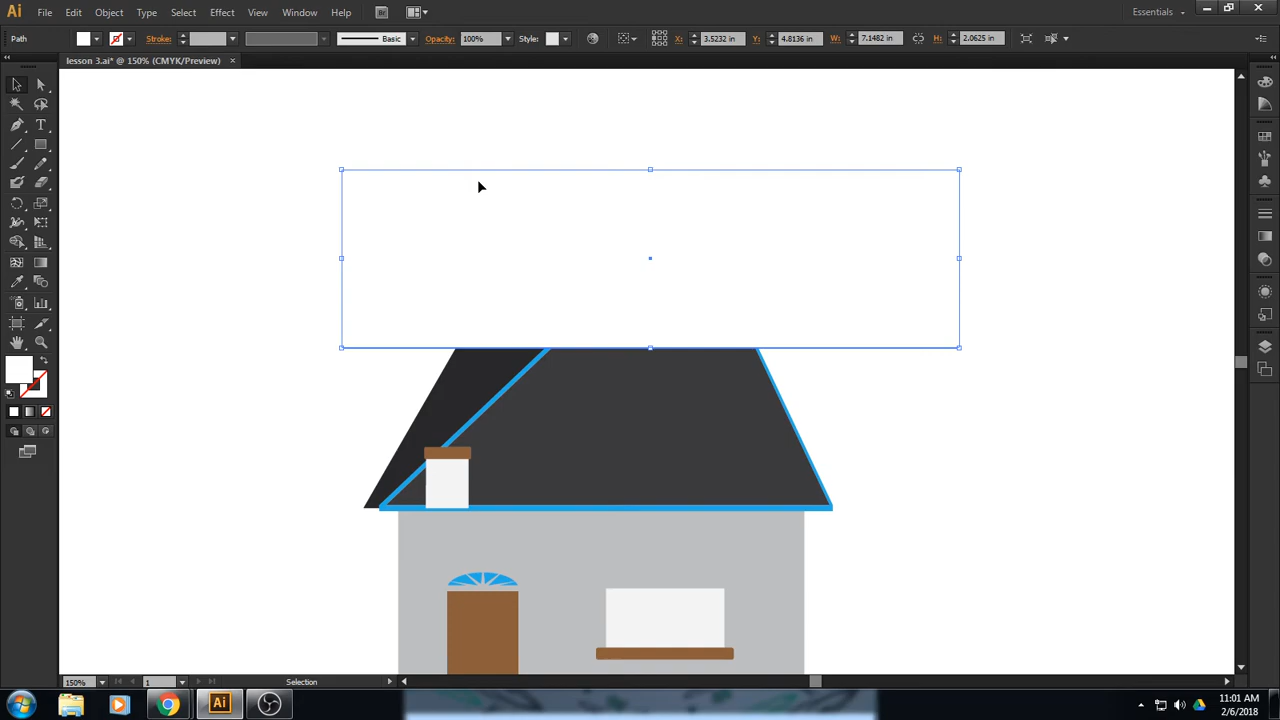 Ai File Edit Object Type Select Effect View Window Help Br Essentials
Path Stroke: Basic Opacity: 100% Style: X: 3.5232 in Y: 4.8136 in W: 7.1482 in H: 2.0625 in
lesson 3.ai* @ 150% (CMYK/Preview) ×
T
150% 1 Selection
Ai 11:01 AM
2/6/2018